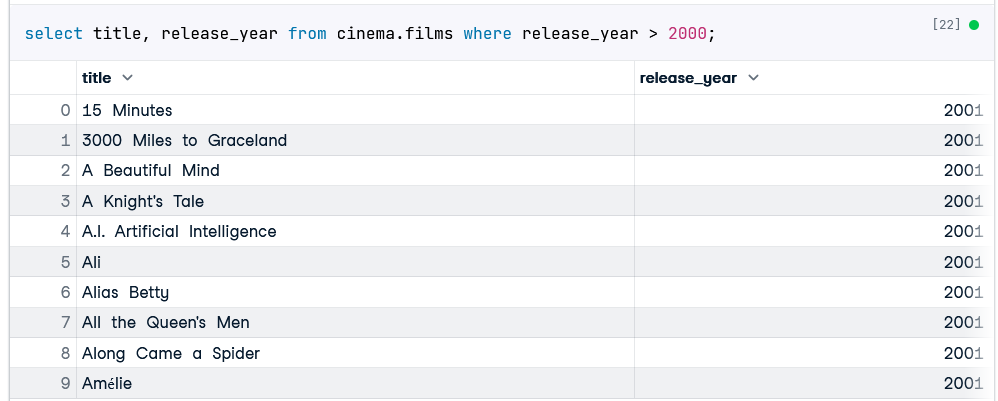 select title, release_year from cinema.films where release_year > 2000; [22]
title release_year
0 15 Minutes 2001
1 3000 Miles to Graceland 2001
2 A Beautiful Mind 2001
3 A Knight's Tale 2001
4 A.I. Artificial Intelligence 2001
5 Ali 2001
6 Alias Betty 2001
7 All the Queen's Men 2001
8 Along Came a Spider 2001
9 Amélie 2001